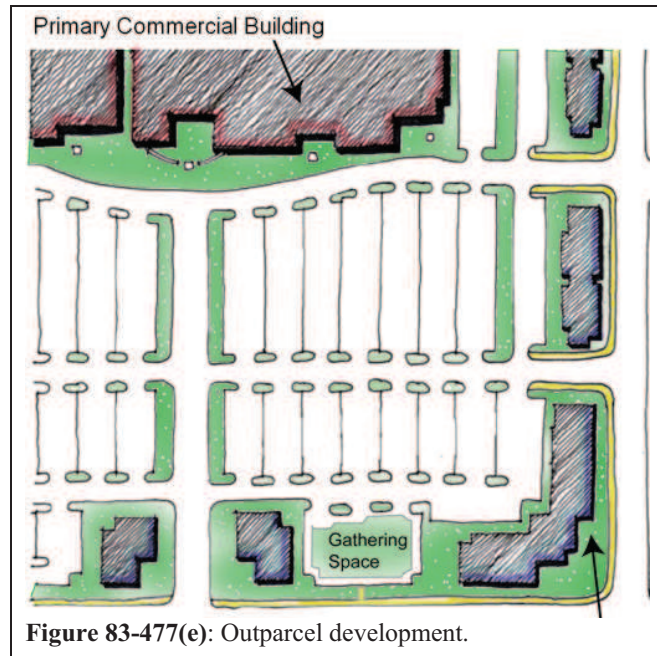 Primary Commercial Building
Gathering
Space
Figure 83-477(e): Outparcel development.